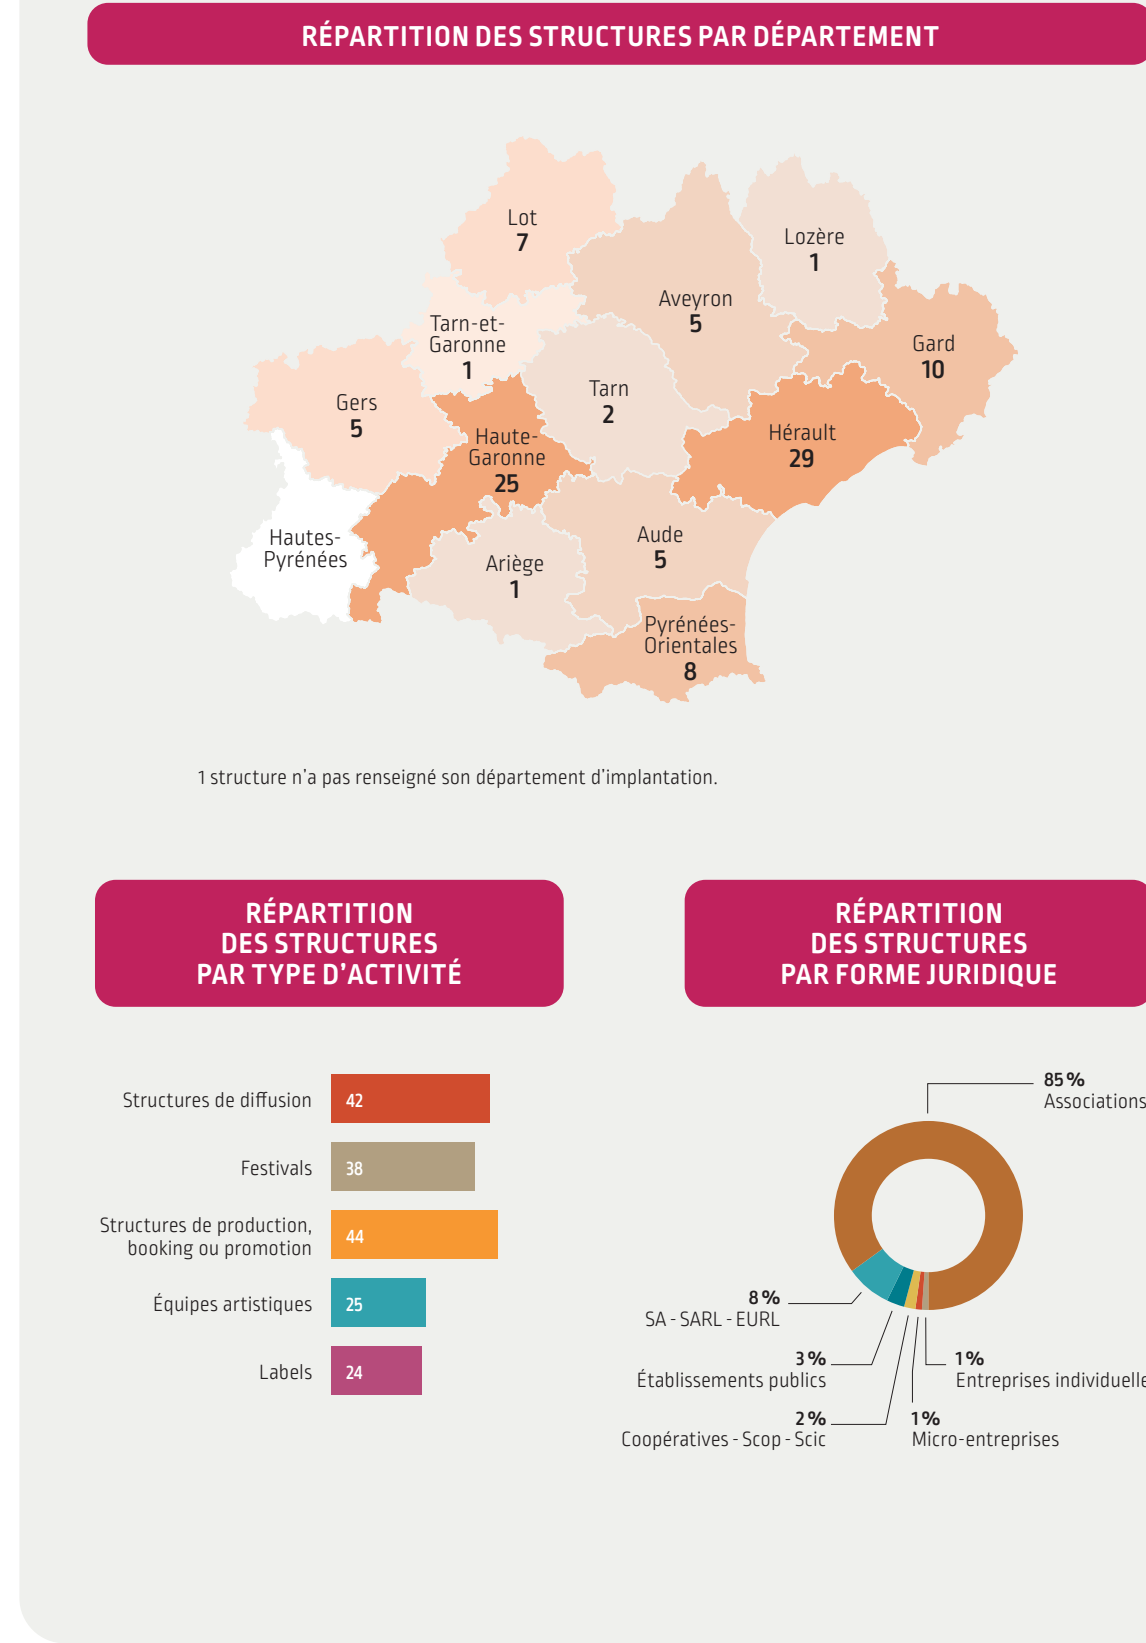 RÉPARTITION DES STRUCTURES PAR DÉPARTEMENT
Lot
7
Lozère
1
Aveyron
5
Tarn-et-
Garonne
1
Gard
10
Tarn
2
Gers
5
Hérault
29
Haute-
Garonne
25
Hautes-
Pyrénées
Aude
5
Ariège
1
Pyrénées-
Orientales
8
1 structure n'a pas renseigné son département d'implantation.
RÉPARTITION
DES STRUCTURES
PAR TYPE D'ACTIVITÉ
Structures de diffusion
42
Festivals
38
Structures de production,
booking ou promotion
44
Équipes artistiques
25
Labels
24
RÉPARTITION
DES STRUCTURES
PAR FORME JURIDIQUE
85 %
Associations
8 %
SA - SARL - EURL
3 %
Établissements publics
2 %
Coopératives - Scop - Scic
1 %
Entreprises individuelle
1 %
Micro-entreprises